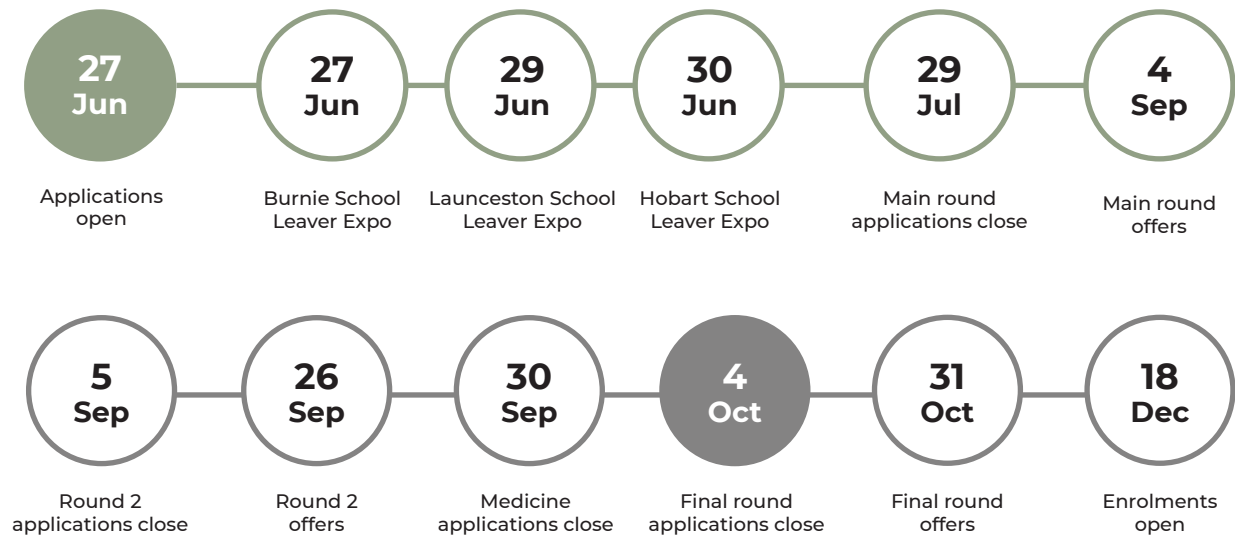 27
Jun
27
Jun
29
Jun
30
Jun
29
Jul
4
Sep
Applications
open
Burnie School
Leaver Expo
Launceston School
Leaver Expo
Hobart School
Leaver Expo
Main round
applications close
Main round
offers
5
Sep
26
Sep
30
Sep
4
Oct
31
Oct
18
Dec
Round 2
applications close
Round 2
offers
Medicine
applications close
Final round
applications close
Final round
offers
Enrolments
open